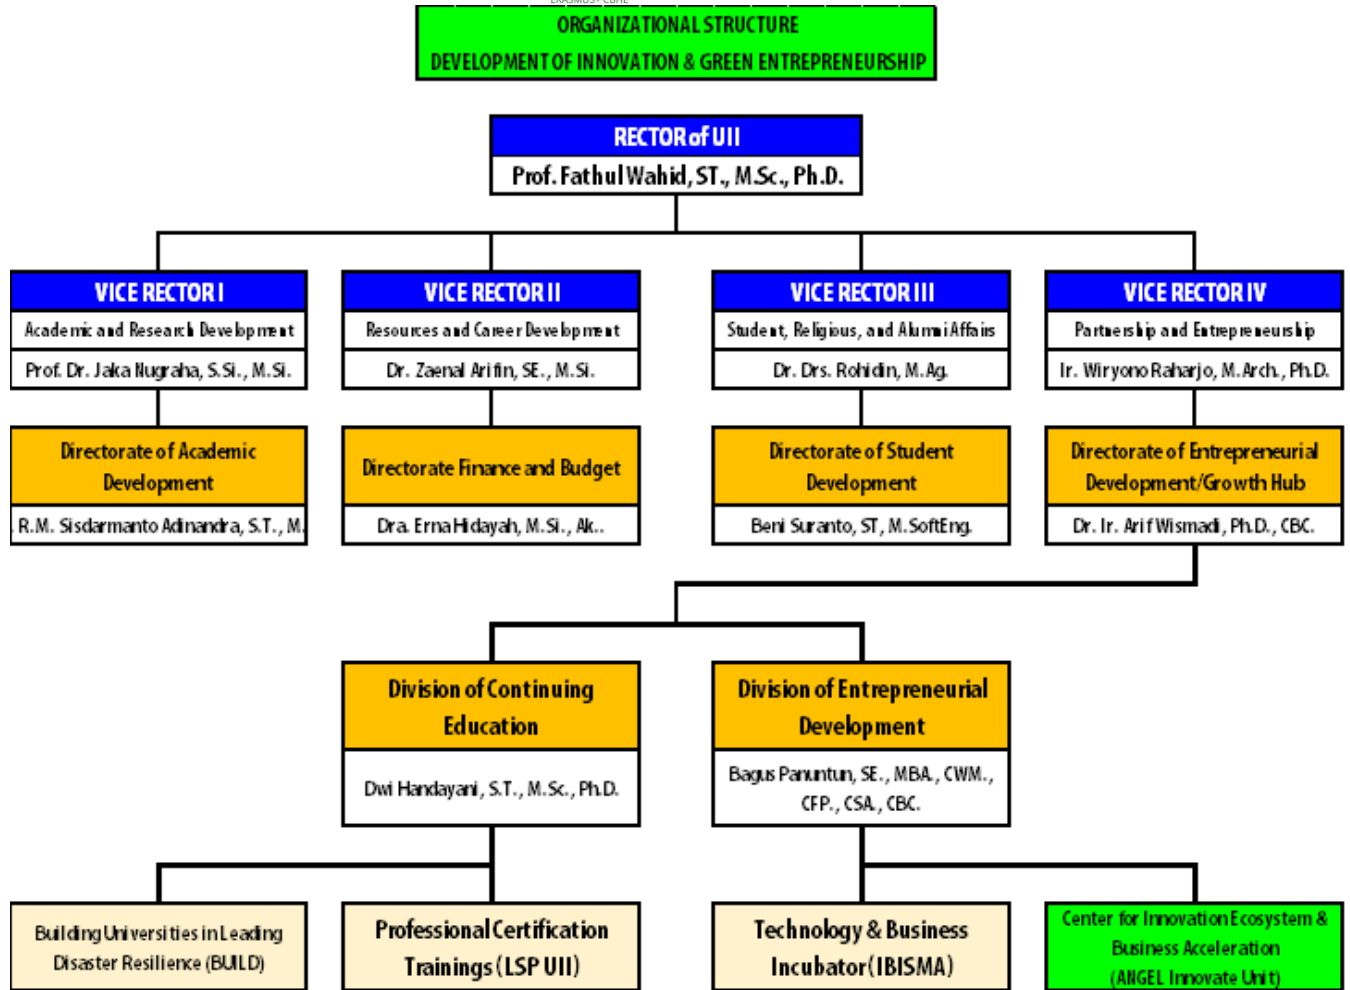 ERASMUS+ CBHE
ORGANIZATIONAL STRUCTURE
DEVELOPMENT OF INNOVATION & GREEN ENTREPRENEURSHIP
RECTOR of UII
Prof. Fathul Wahid, ST., M.Sc., Ph.D.
VICE RECTOR I
Academic and Research Development
Prof. Dr. Jaka Nugraha, S.Si., M.Si.
VICE RECTOR II
Resources and Career Development
Dr. Zaenal Arifin, SE., M.Si.
VICE RECTOR III
Student, Religious, and Alumni Affairs
Dr. Drs. Rohidin, M.Ag.
VICE RECTOR IV
Partnership and Entrepreneurship
Ir. Wiryono Raharjo, M.Arch., Ph.D.
Directorate of Academic
Development
. R.M. Sisdarmanto Adinandra, S.T., M.
Directorate Finance and Budget
Dra. Erna Hidayah, M.Si., Ak..
Directorate of Student
Development
Beni Suranto, ST, M.SoftEng.
Directorate of Entrepreneurial
Development/Growth Hub
Dr. Ir. Arif Wismadi, Ph.D., CBC.
Division of Continuing
Education
Dwi Handayani, S.T., M.Sc., Ph.D.
Division of Entrepreneurial
Development
Bagus Panuntun, SE., MBA., CWM.,
CFP., CSA., CBC.
Building Universities in Leading
Disaster Resilience (BUILD)
Professional Certification
Trainings (LSP UII)
Technology & Business
Incubator (IBISMA)
Center for Innovation Ecosystem &
Business Acceleration
(ANGEL Innovate Unit)